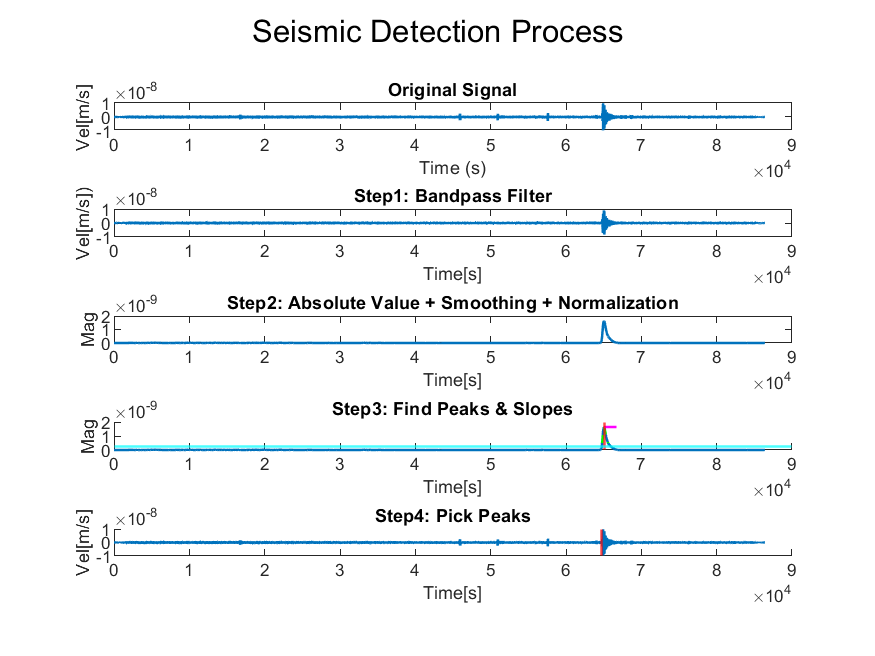 Seismic Detection Process
×10^-8
Original Signal
Vel[m/s]
1
0
-1
0 1 2 3 4 5 6 7 8 9
Time (s)
×10^4
×10^-8
Step1: Bandpass Filter
Vel[m/s])
1
0
-1
0 1 2 3 4 5 6 7 8 9
Time[s]
×10^4
×10^-9
Step2: Absolute Value + Smoothing + Normalization
Mag
2
1
0
0 1 2 3 4 5 6 7 8 9
Time[s]
×10^4
×10^-9
Step3: Find Peaks & Slopes
Mag
2
1
0
0 1 2 3 4 5 6 7 8 9
Time[s]
×10^4
×10^-8
Step4: Pick Peaks
Vel[m/s]
1
0
-1
0 1 2 3 4 5 6 7 8 9
Time[s]
×10^4